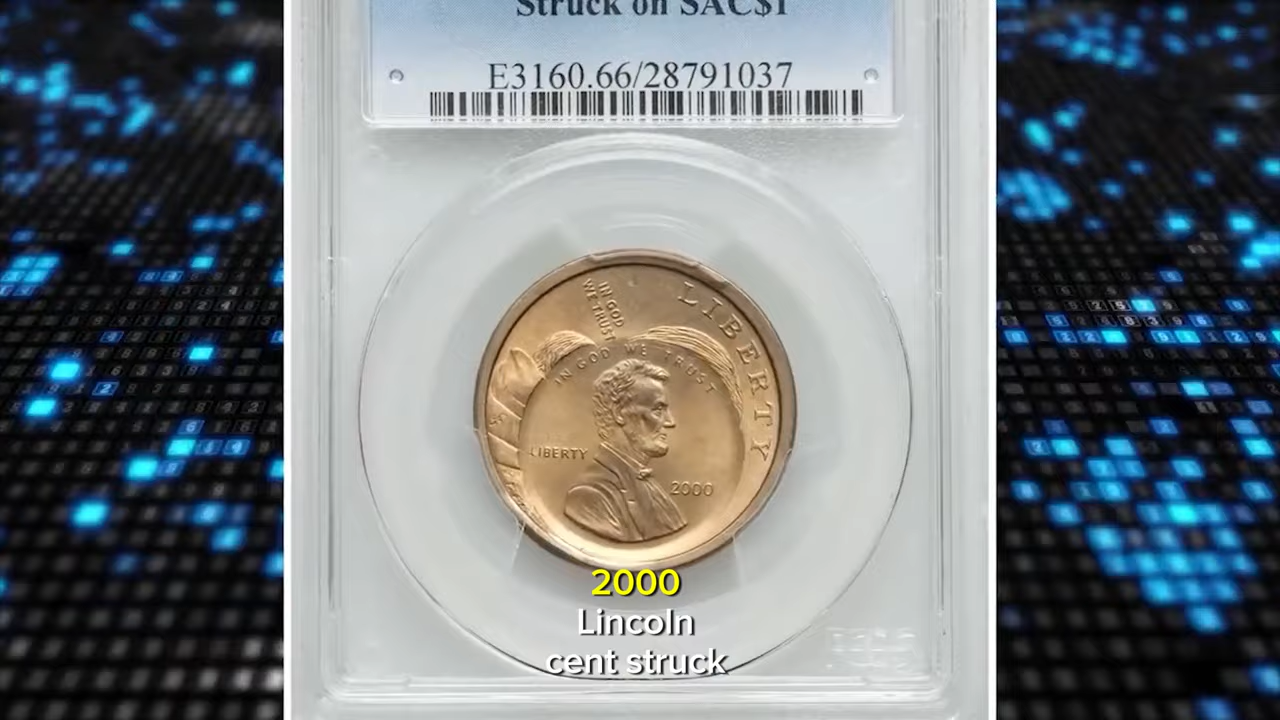 Struck on SAC$1
E3160.66/28791037
LIBERTY
IN GOD
WE TRUST
IN GOD WE TRUST
LIBERTY
2000
2000
Lincoln
cent struck